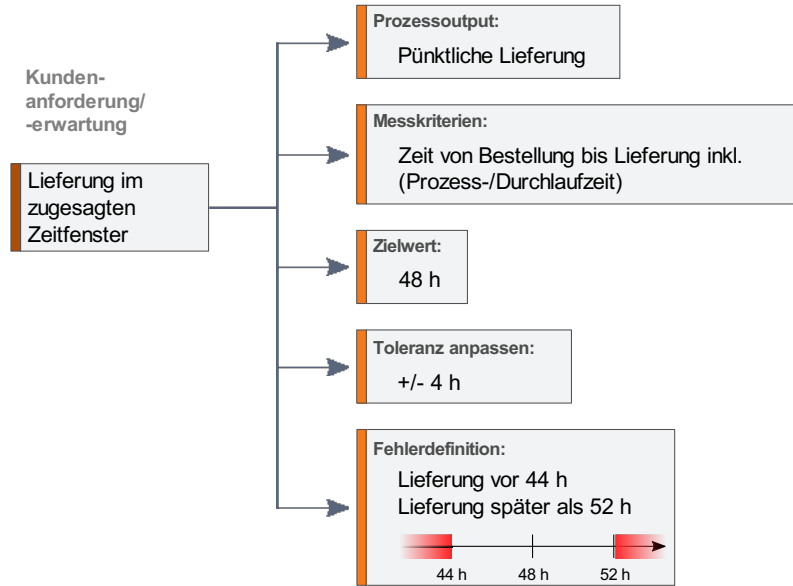 Kunden-
anforderung/
-erwartung
Lieferung im
zugesagten
Zeitfenster
Prozessoutput:
Pünktliche Lieferung
Messkriterien:
Zeit von Bestellung bis Lieferung inkl.
(Prozess-/Durchlaufzeit)
Zielwert:
48 h
Toleranz anpassen:
+/- 4 h
Fehlerdefinition:
Lieferung vor 44 h
Lieferung später als 52 h
44 h 48 h 52 h